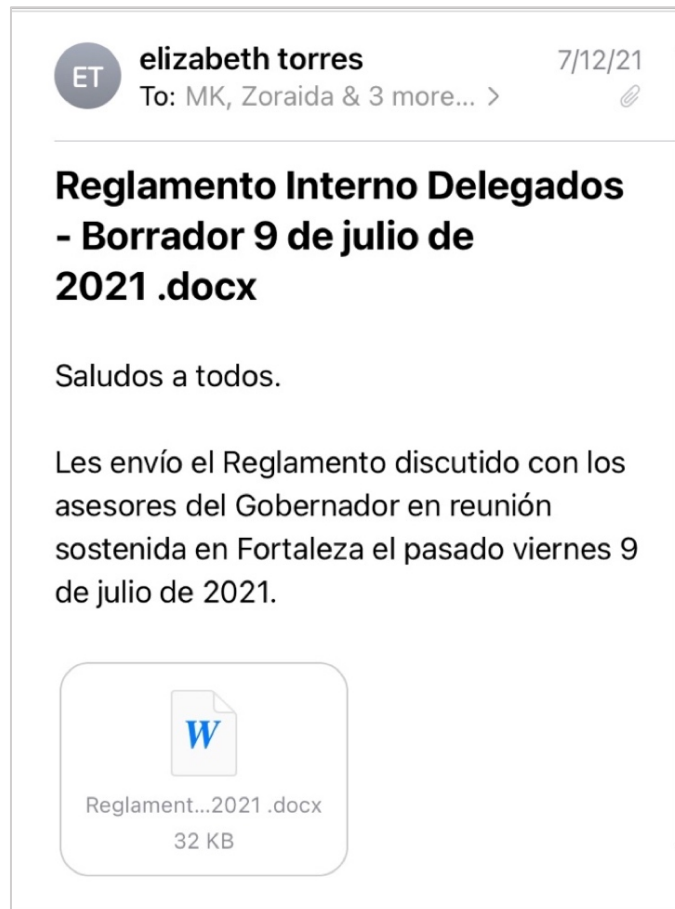 ET
elizabeth torres
7/12/21
To: MK, Zoraida & 3 more... >
Reglamento Interno Delegados
- Borrador 9 de julio de
2021 .docx
Saludos a todos.
Les envío el Reglamento discutido con los
asesores del Gobernador en reunión
sostenida en Fortaleza el pasado viernes 9
de julio de 2021.
W
Reglament...2021 .docx
32 KB